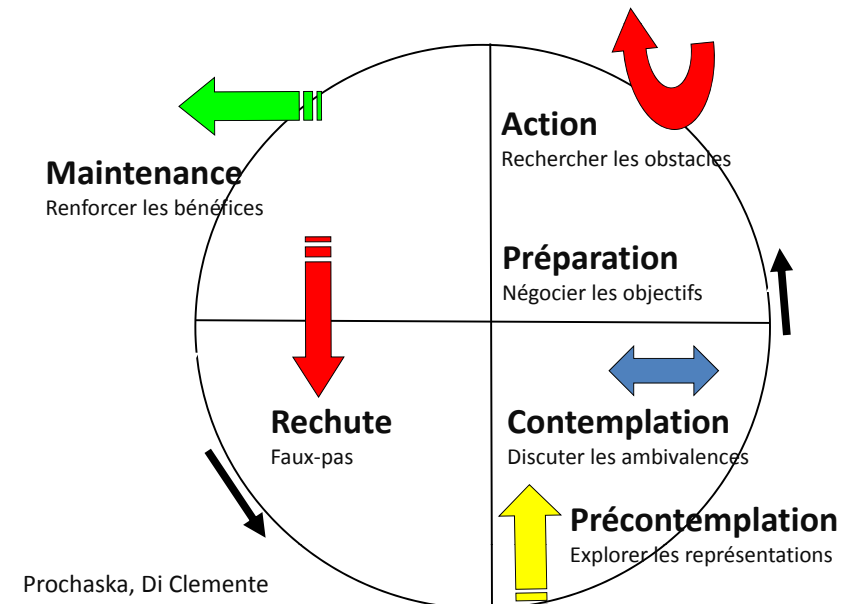 Action
Rechercher les obstacles
Maintenance
Renforcer les bénéfices
Préparation
Négocier les objectifs
Rechute
Faux-pas
Contemplation
Discuter les ambivalences
Précontemplation
Explorer les représentations
Prochaska, Di Clemente